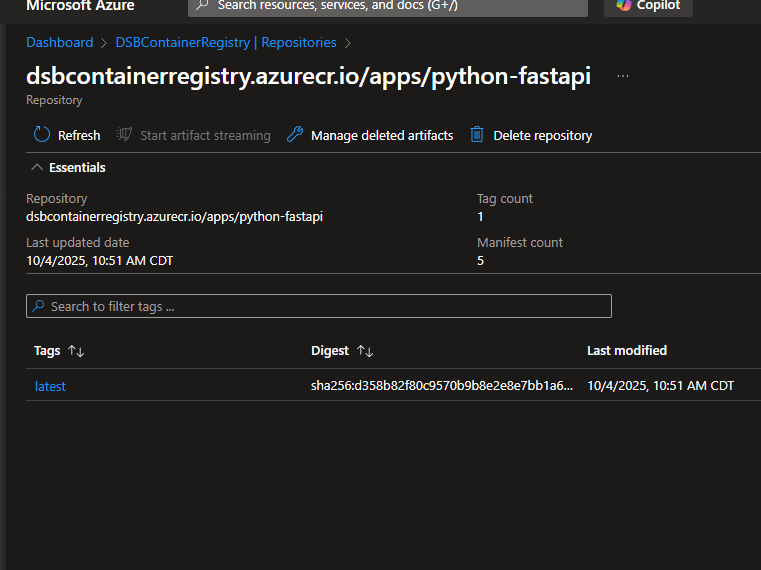 Microsoft Azure
Search resources, services, and docs (G+/)
Copilot
Dashboard > DSBContainerRegistry | Repositories >
dsbcontainerregistry.azurecr.io/apps/python-fastapi ...
Repository
Refresh
Start artifact streaming
Manage deleted artifacts
Delete repository
Essentials
Repository
dsbcontainerregistry.azurecr.io/apps/python-fastapi
Tag count
1
Last updated date
10/4/2025, 10:51 AM CDT
Manifest count
5
Search to filter tags ...
Tags ↑↓ Digest ↑↓ Last modified
latest sha256:d358b82f80c9570b9b8e2e8e7bb1a6... 10/4/2025, 10:51 AM CDT